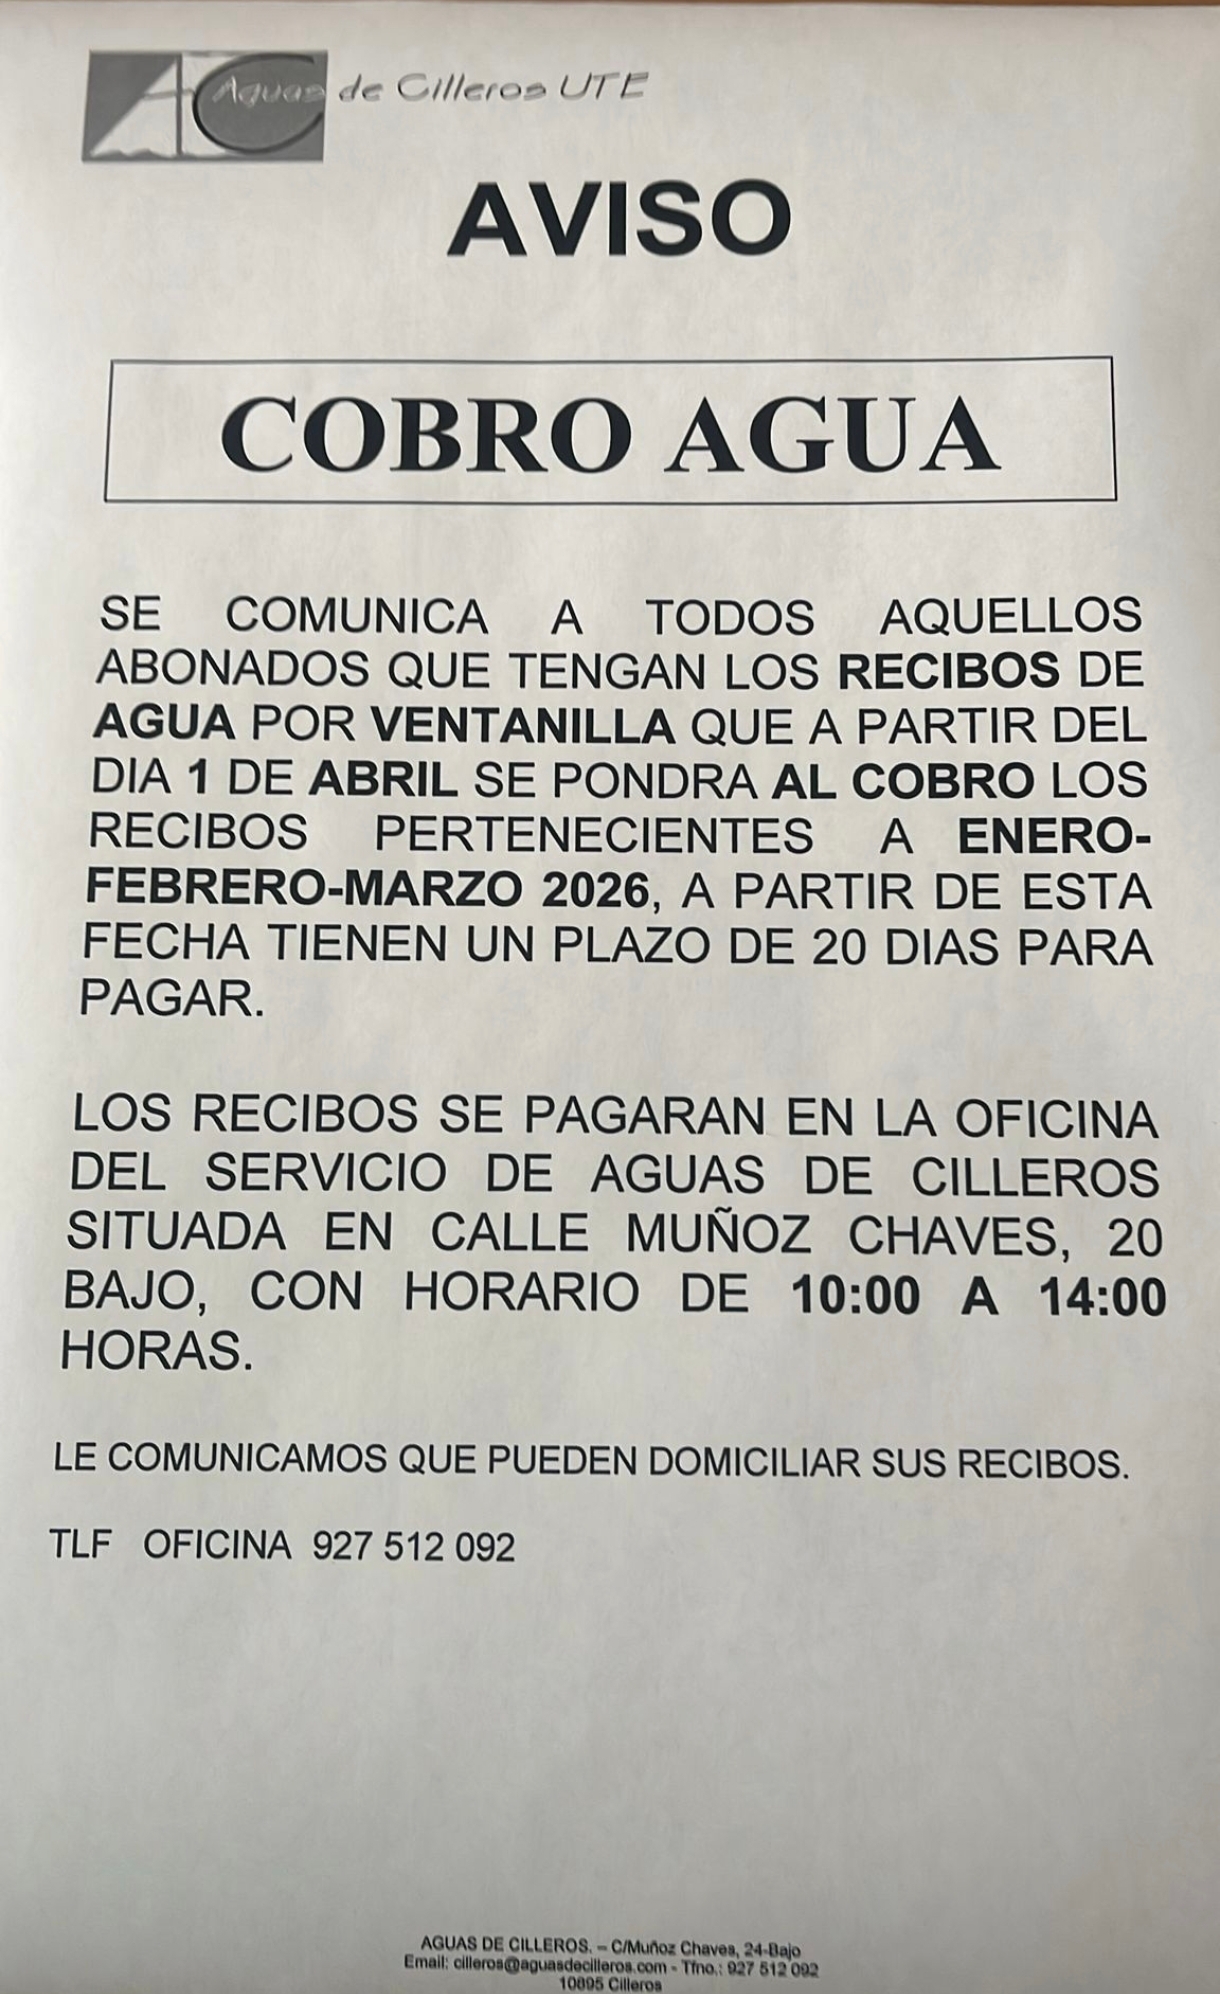 Aguas de Cilleros UTE
AVISO
COBRO AGUA
SE COMUNICA A TODOS AQUELLOS
ABONADOS QUE TENGAN LOS RECIBOS DE
AGUA POR VENTANILLA QUE A PARTIR DEL
DIA 1 DE ABRIL SE PONDRA AL COBRO LOS
RECIBOS PERTENECIENTES A ENERO-
FEBRERO-MARZO 2026, A PARTIR DE ESTA
FECHA TIENEN UN PLAZO DE 20 DIAS PARA
PAGAR.
LOS RECIBOS SE PAGARAN EN LA OFICINA
DEL SERVICIO DE AGUAS DE CILLEROS
SITUADA EN CALLE MUÑOZ CHAVES, 20
BAJO, CON HORARIO DE 10:00 A 14:00
HORAS.
LE COMUNICAMOS QUE PUEDEN DOMICILIAR SUS RECIBOS.
TLF OFICINA 927 512 092
AGUAS DE CILLEROS. – C/Muñoz Chaves, 24-Bajo
Email: cilleros@aguasdecilleros.com - Tfno.: 927 512 092
10895 Cilleros